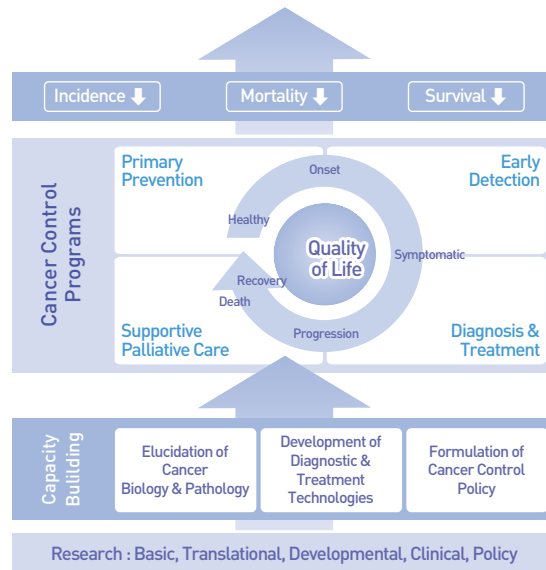 Incidence
Mortality
Survival
Cancer Control
Programs
Primary
Prevention
Early
Detection
Onset
Healthy
Quality
of Life
Symptomatic
Recovery
Death
Progression
Supportive
Palliative Care
Diagnosis &
Treatment
Capacity
Builiding
Elucidation of
Cancer
Biology & Pathology
Development of
Diagnostic &
Treatment
Technologies
Formulation of
Cancer Control
Policy
Research : Basic, Translational, Developmental, Clinical, Policy